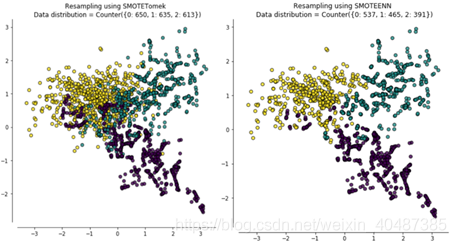 Resampling using SMOTETomek
Data distribution = Counter({0: 650, 1: 635, 2: 613})
3
2
1
0
−1
−2
−3 −2 −1 0 1 2 3
Resampling using SMOTEENN
Data distribution = Counter({0: 537, 1: 465, 2: 391})
3
2
1
0
−1
−2
−3 −2 −1 0 1 2 3
https://blog.csdn.net/weixin_40487385